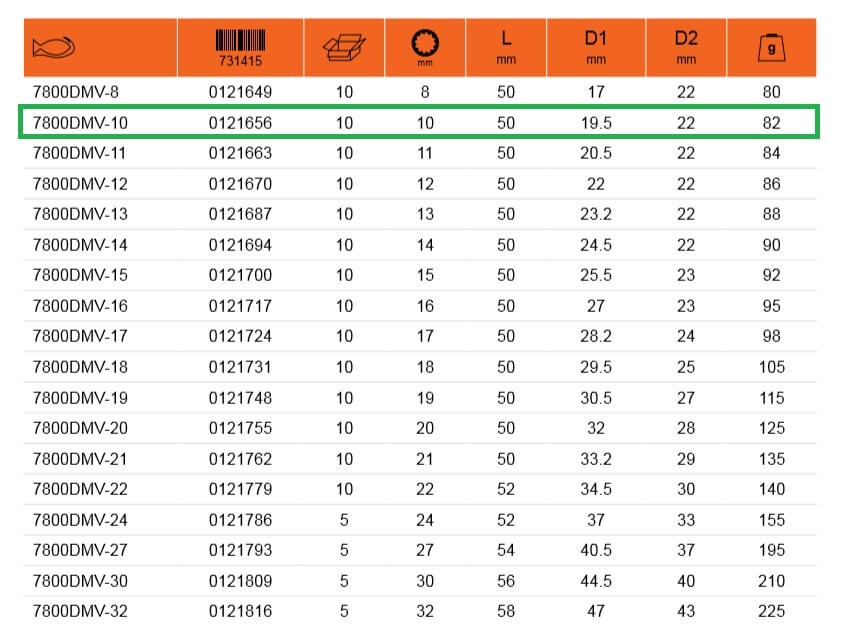 731415 mm L mm D1 mm D2 mm g
7800DMV-8 0121649 10 8 50 17 22 80
7800DMV-10 0121656 10 10 50 19.5 22 82
7800DMV-11 0121663 10 11 50 20.5 22 84
7800DMV-12 0121670 10 12 50 22 22 86
7800DMV-13 0121687 10 13 50 23.2 22 88
7800DMV-14 0121694 10 14 50 24.5 22 90
7800DMV-15 0121700 10 15 50 25.5 23 92
7800DMV-16 0121717 10 16 50 27 23 95
7800DMV-17 0121724 10 17 50 28.2 24 98
7800DMV-18 0121731 10 18 50 29.5 25 105
7800DMV-19 0121748 10 19 50 30.5 27 115
7800DMV-20 0121755 10 20 50 32 28 125
7800DMV-21 0121762 10 21 50 33.2 29 135
7800DMV-22 0121779 10 22 52 34.5 30 140
7800DMV-24 0121786 5 24 52 37 33 155
7800DMV-27 0121793 5 27 54 40.5 37 195
7800DMV-30 0121809 5 30 56 44.5 40 210
7800DMV-32 0121816 5 32 58 47 43 225